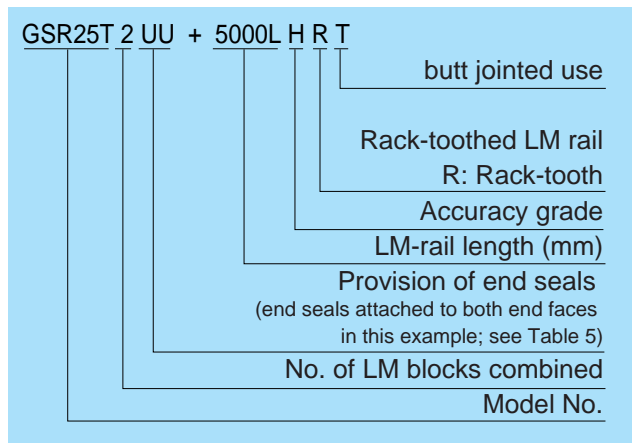 GSR25T 2 UU + 5000L H R T
butt jointed use
Rack-toothed LM rail
R: Rack-tooth
Accuracy grade
LM-rail length (mm)
Provision of end seals
(end seals attached to both end faces
in this example; see Table 5)
No. of LM blocks combined
Model No.